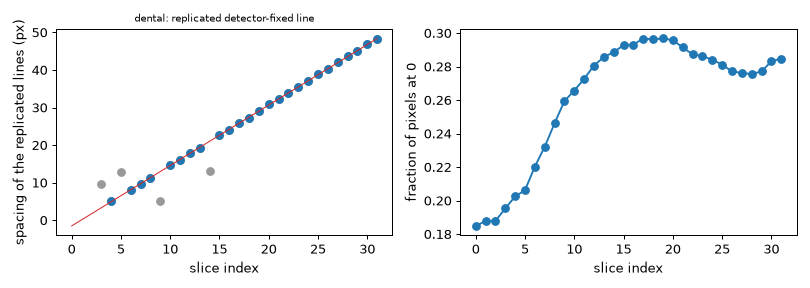 dental: replicated detector-fixed line
spacing of the replicated lines (px)
50
40
30
20
10
0
0 5 10 15 20 25 30
slice index
fraction of pixels at 0
0.30
0.28
0.26
0.24
0.22
0.20
0.18
0 5 10 15 20 25 30
slice index